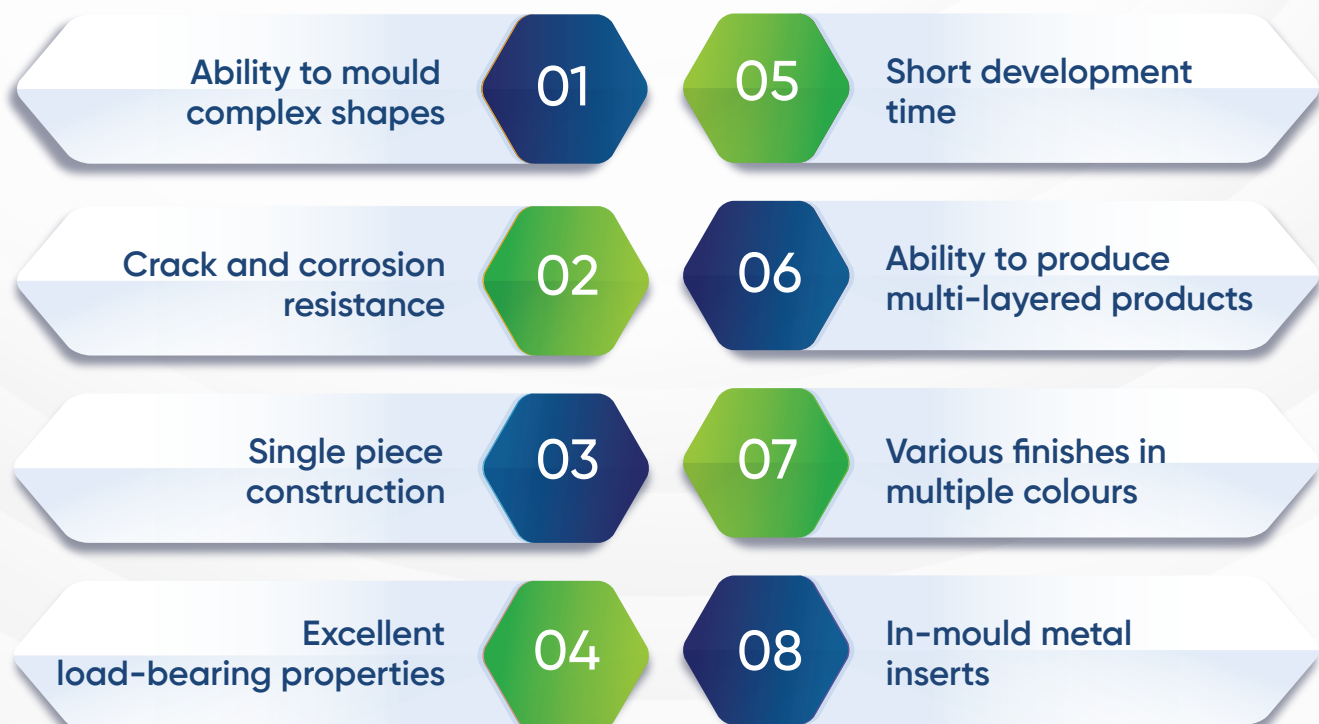 01
Ability to mould
complex shapes
02
Crack and corrosion
resistance
03
Single piece
construction
04
Excellent
load-bearing properties
05
Short development
time
06
Ability to produce
multi-layered products
07
Various finishes in
multiple colours
08
In-mould metal
inserts